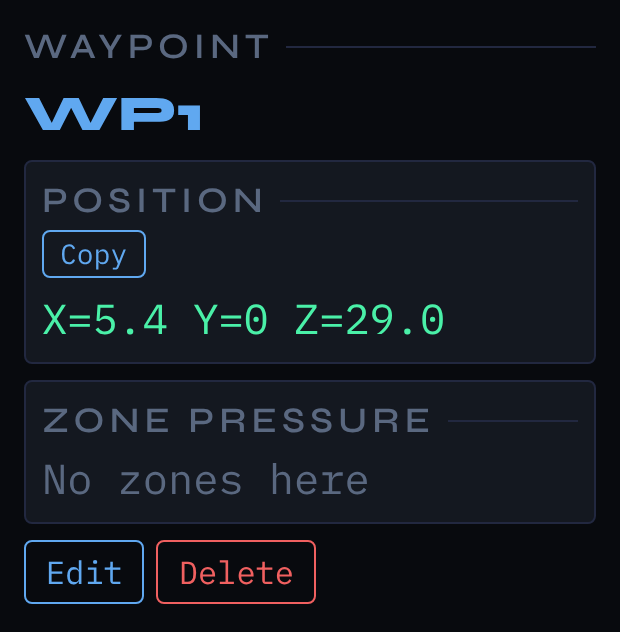 WAYPOINT
WP1
POSITION
Copy
X=5.4 Y=0 Z=29.0
ZONE PRESSURE
No zones here
Edit Delete